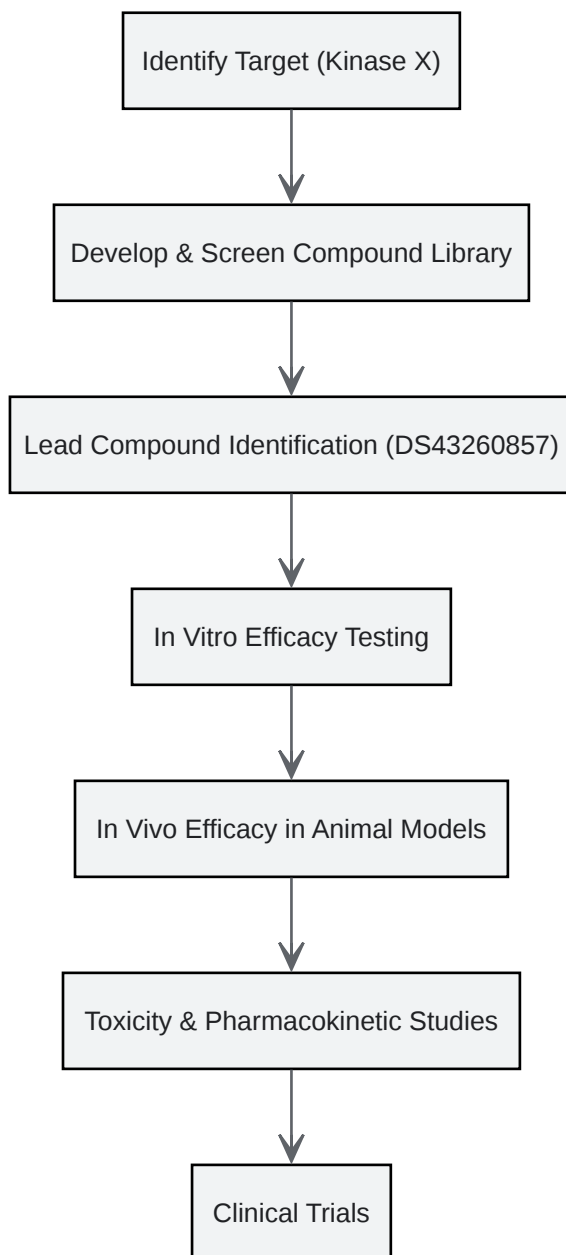 Identify Target (Kinase X)
Develop & Screen Compound Library
Lead Compound Identification (DS43260857)
In Vitro Efficacy Testing
In Vivo Efficacy in Animal Models
Toxicity & Pharmacokinetic Studies
Clinical Trials